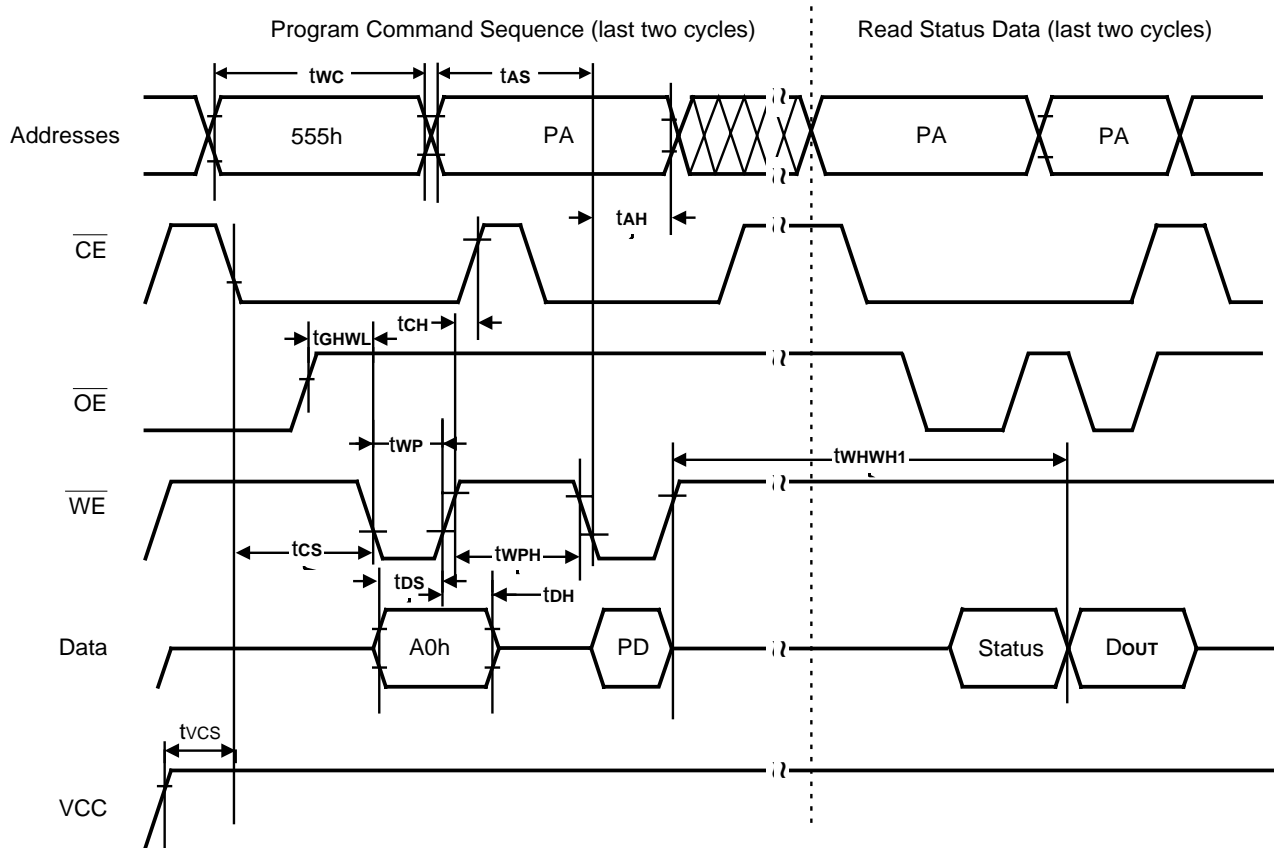 Program Command Sequence (last two cycles) Read Status Data (last two cycles)
tWC tAS
Addresses 555h PA PA PA
tAH
CE
tGHWL tCH
OE
tWP tWHWH1
WE
tCS tWPH
tDS tDH
Data A0h PD Status DOUT
tVCS
VCC